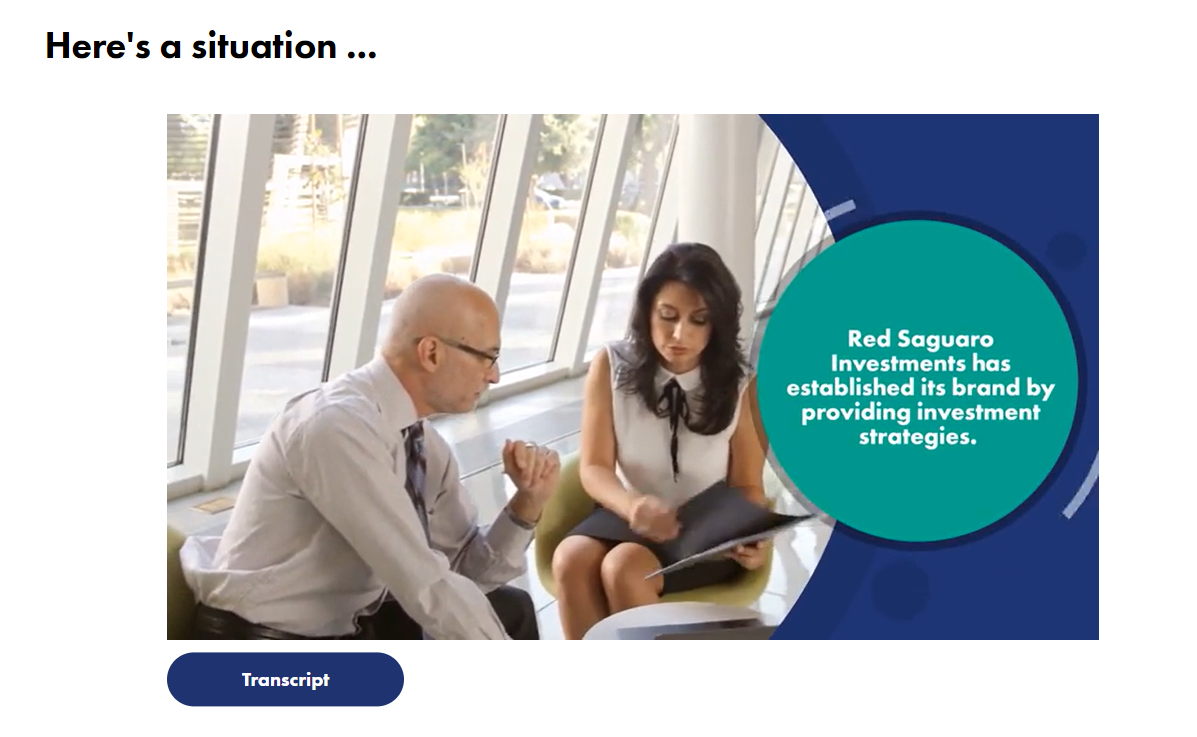 Here's a situation ...
Red Saguaro
Investments has
established its brand by
providing investment
strategies.
Transcript